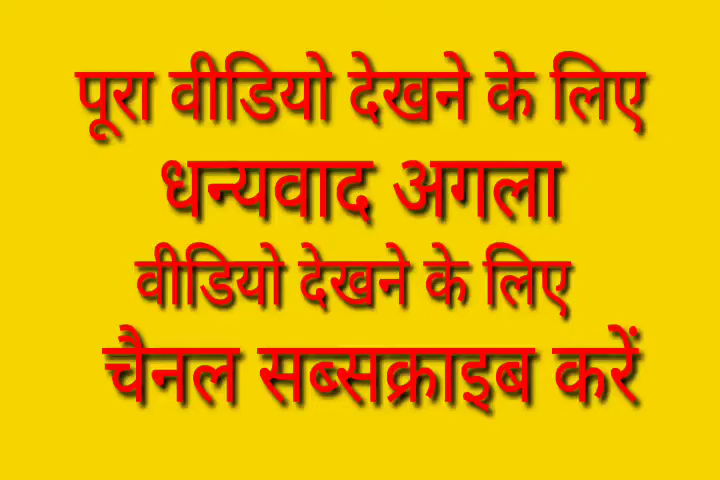 पूरा वीडियो देखने के लिए
धन्यवाद अगला
वीडियो देखने के लिए
चैनल सब्सक्राइब करें